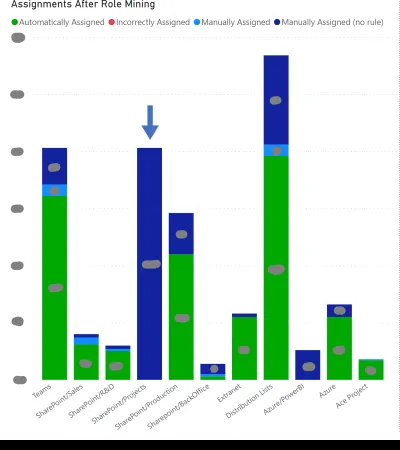 Assignments After Role Mining
Automatically Assigned Incorrectly Assigned Manually Assigned Manually Assigned (no rule)
Teams
SharePoint/Sales
SharePoint/R&D
SharePoint/Projects
SharePoint/Production
Sharepoint/BackOffice
Extranet
Distribution Lists
Azure/PowerBI
Azure
Ace Project